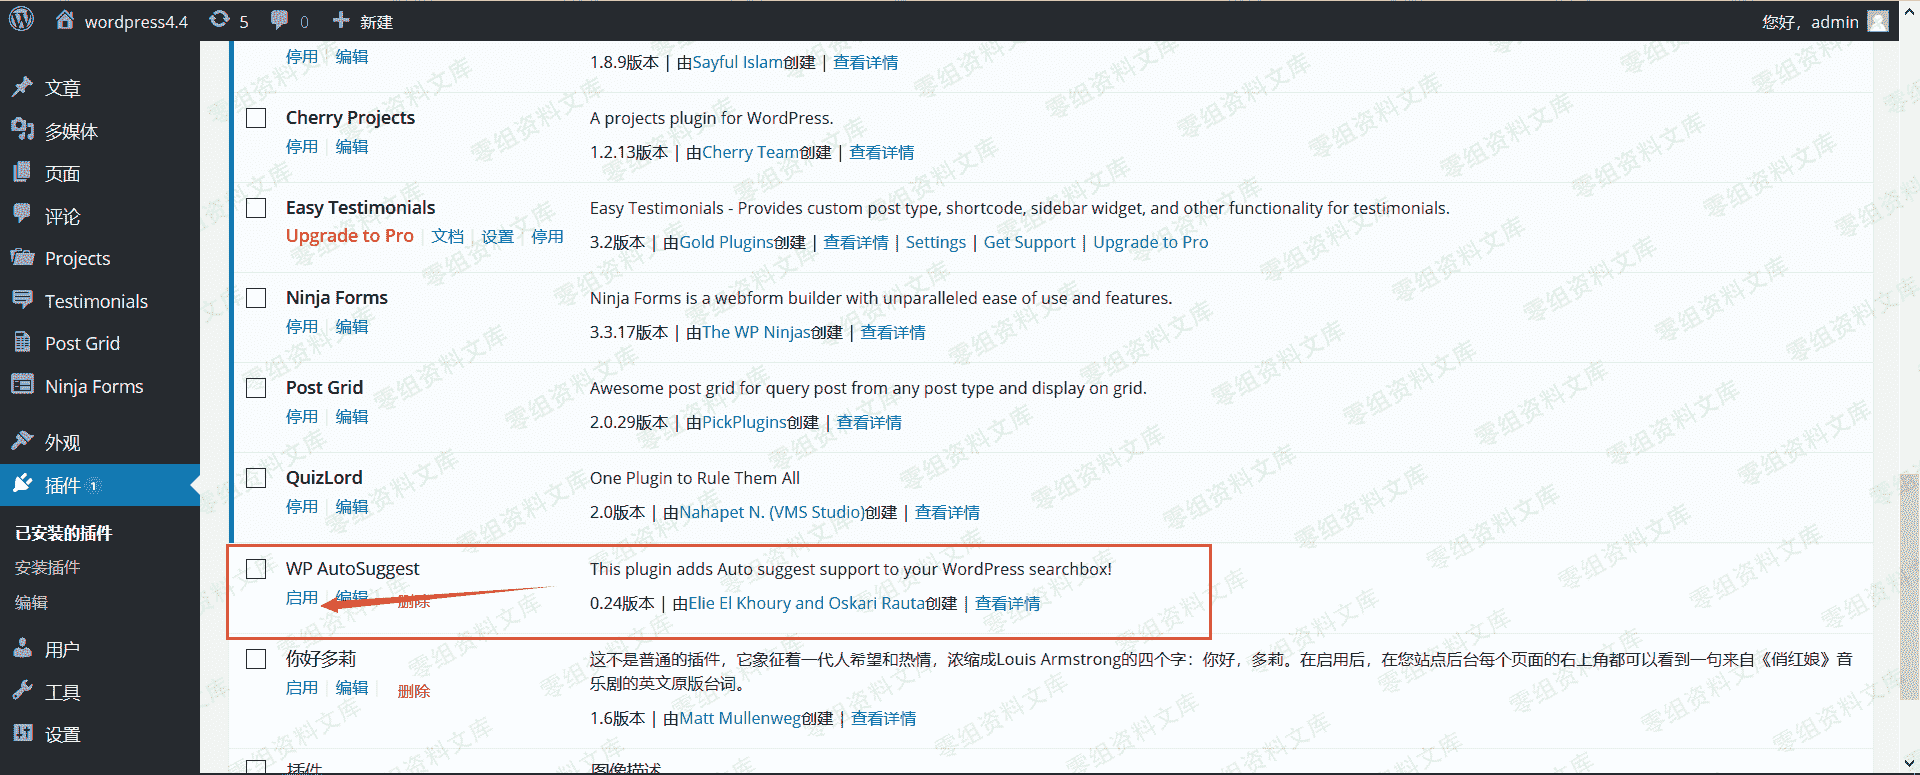 wordpress4.4 5 0 新建 您好，admin
文章
多媒体
页面
评论
Projects
Testimonials
Post Grid
Ninja Forms
外观
插件 1
已安装的插件
安装插件
编辑
用户
工具
设置
停用 | 编辑
1.8.9版本 | 由Sayful Islam创建 | 查看详情
Cherry Projects
停用 | 编辑
A projects plugin for WordPress.
1.2.13版本 | 由Cherry Team创建 | 查看详情
Easy Testimonials
Upgrade to Pro | 文档 | 设置 | 停用
Easy Testimonials - Provides custom post type, shortcode, sidebar widget, and other functionality for testimonials.
3.2版本 | 由Gold Plugins创建 | 查看详情 | Settings | Get Support | Upgrade to Pro
Ninja Forms
停用 | 编辑
Ninja Forms is a webform builder with unparalleled ease of use and features.
3.3.17版本 | 由The WP Ninjas创建 | 查看详情
Post Grid
停用 | 编辑
Awesome post grid for query post from any post type and display on grid.
2.0.29版本 | 由PickPlugins创建 | 查看详情
QuizLord
停用 | 编辑
One Plugin to Rule Them All
2.0版本 | 由Nahapet N. (VMS Studio)创建 | 查看详情
WP AutoSuggest
启用 | 编辑 | 删除
This plugin adds Auto suggest support to your WordPress searchbox!
0.24版本 | 由Elie El Khoury and Oskari Rauta创建 | 查看详情
你好多莉
启用 | 编辑 | 删除
这不是普通的插件，它象征着一代人希望和热情，浓缩成Louis Armstrong的四个字：你好，多莉。在启用后，在您站点后台每个页面的右上角都可以看到一句来自《俏红娘》音
乐剧的英文原版台词。
1.6版本 | 由Matt Mullenweg创建 | 查看详情
插件
图像描述
零组资料文库